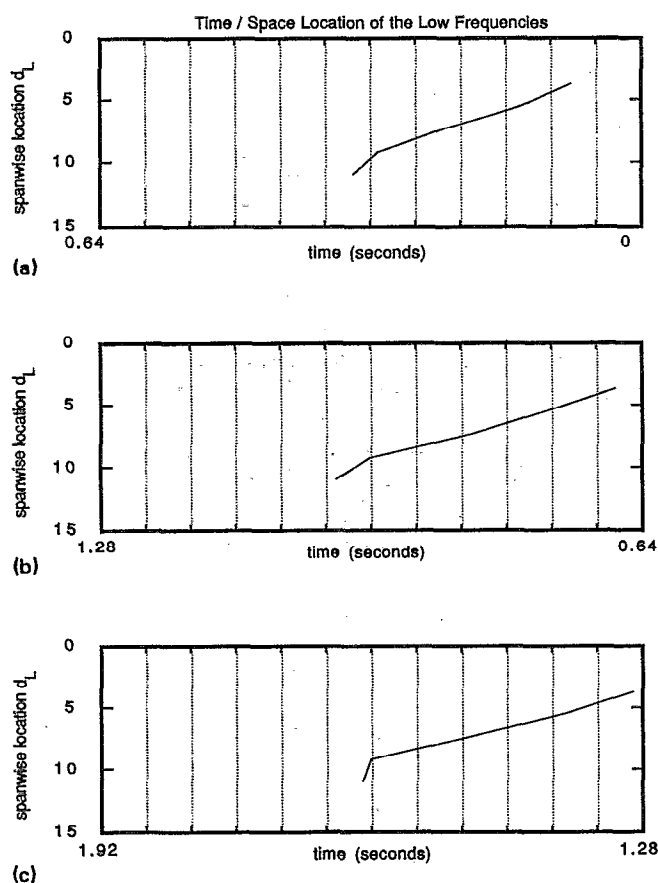 Time / Space Location of the Low Frequencies
spanwise location d_L
0
5
10
15
0.64
0
time (seconds)
(a)
spanwise location d_L
0
5
10
15
1.28
0.64
time (seconds)
(b)
spanwise location d_L
0
5
10
15
1.92
1.28
time (seconds)
(c)